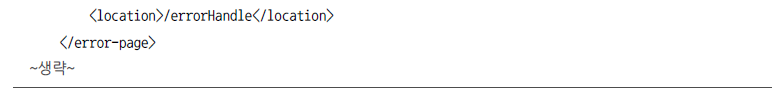 <location>/errorHandle</location>
</error-page>
~생략~